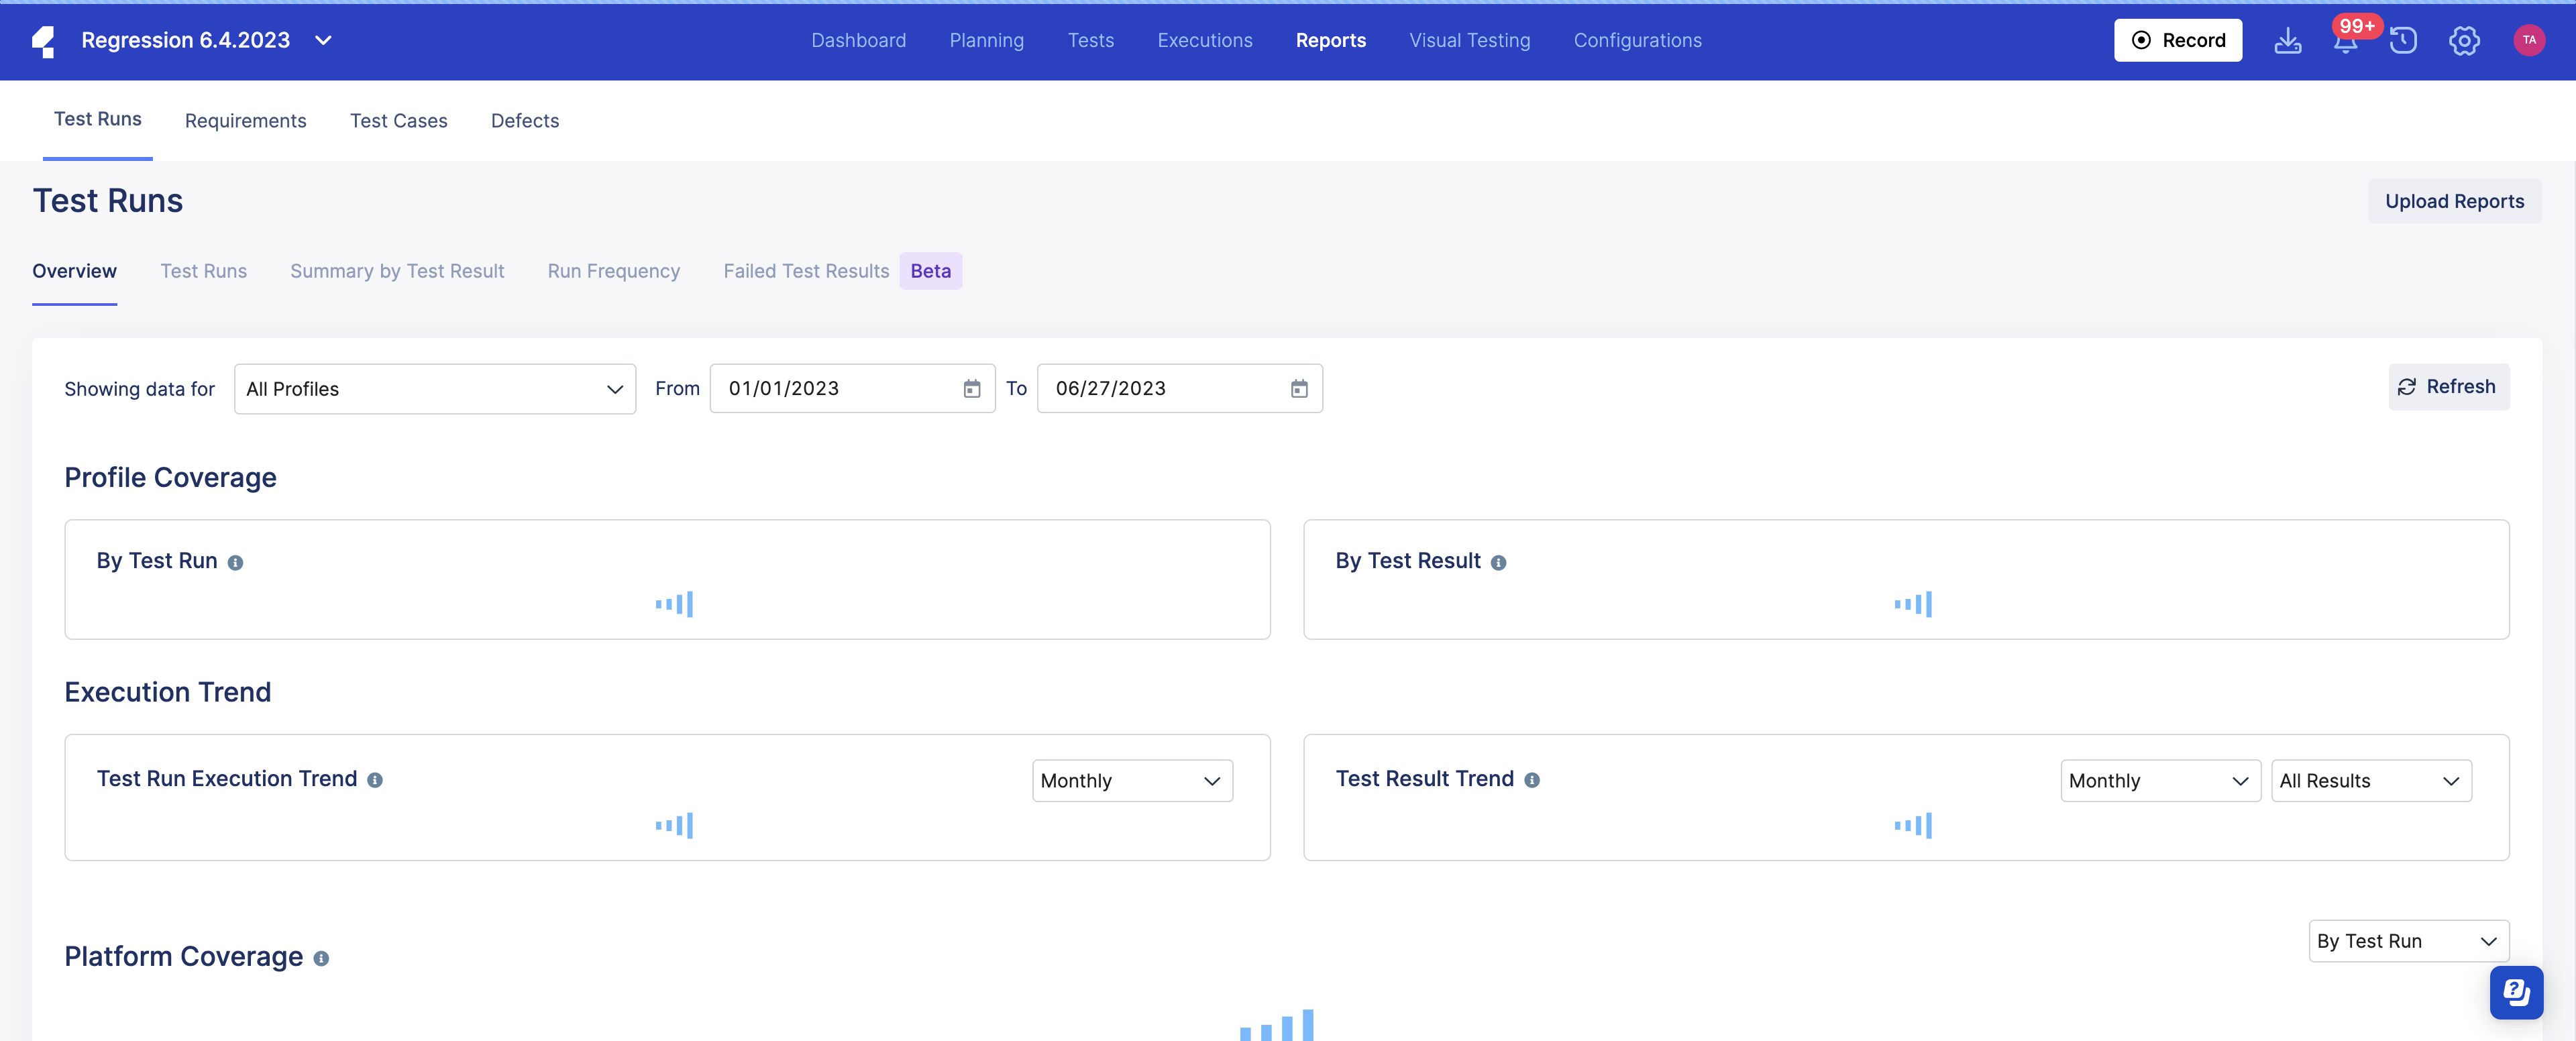 Regression 6.4.2023
Dashboard Planning Tests Executions Reports Visual Testing Configurations
Record
99+
TA
Test Runs Requirements Test Cases Defects
Test Runs
Upload Reports
Overview Test Runs Summary by Test Result Run Frequency Failed Test Results Beta
Showing data for All Profiles From 01/01/2023 To 06/27/2023 Refresh
Profile Coverage
By Test Run
By Test Result
Execution Trend
Test Run Execution Trend Monthly
Test Result Trend Monthly All Results
Platform Coverage By Test Run